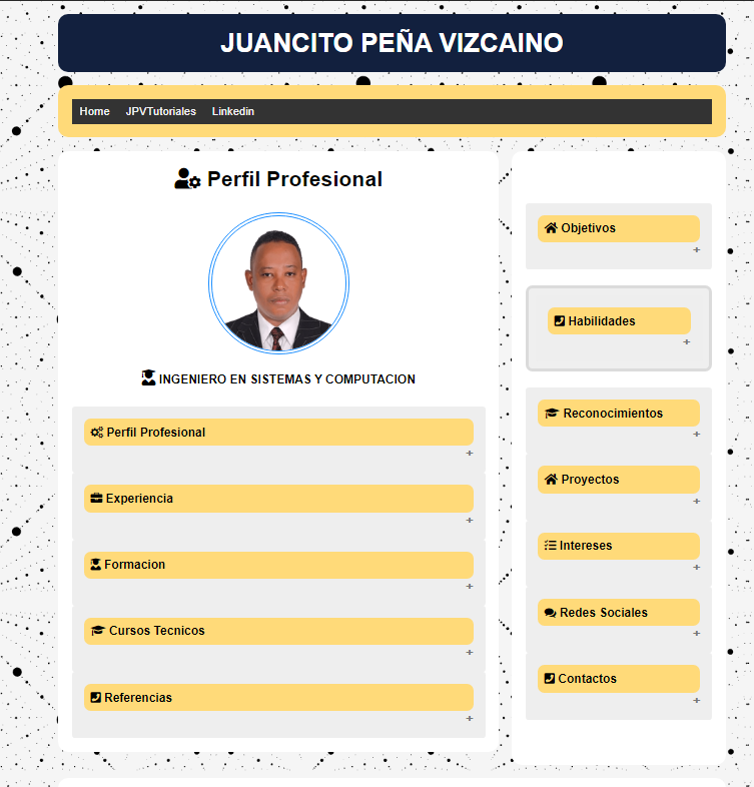 JUANCITO PEÑA VIZCAINO
Home JPVTutoriales Linkedin
Perfil Profesional
INGENIERO EN SISTEMAS Y COMPUTACION
Perfil Profesional
+
Experiencia
+
Formacion
+
Cursos Tecnicos
+
Referencias
+
Objetivos
+
Habilidades
+
Reconocimientos
+
Proyectos
+
Intereses
+
Redes Sociales
+
Contactos
+